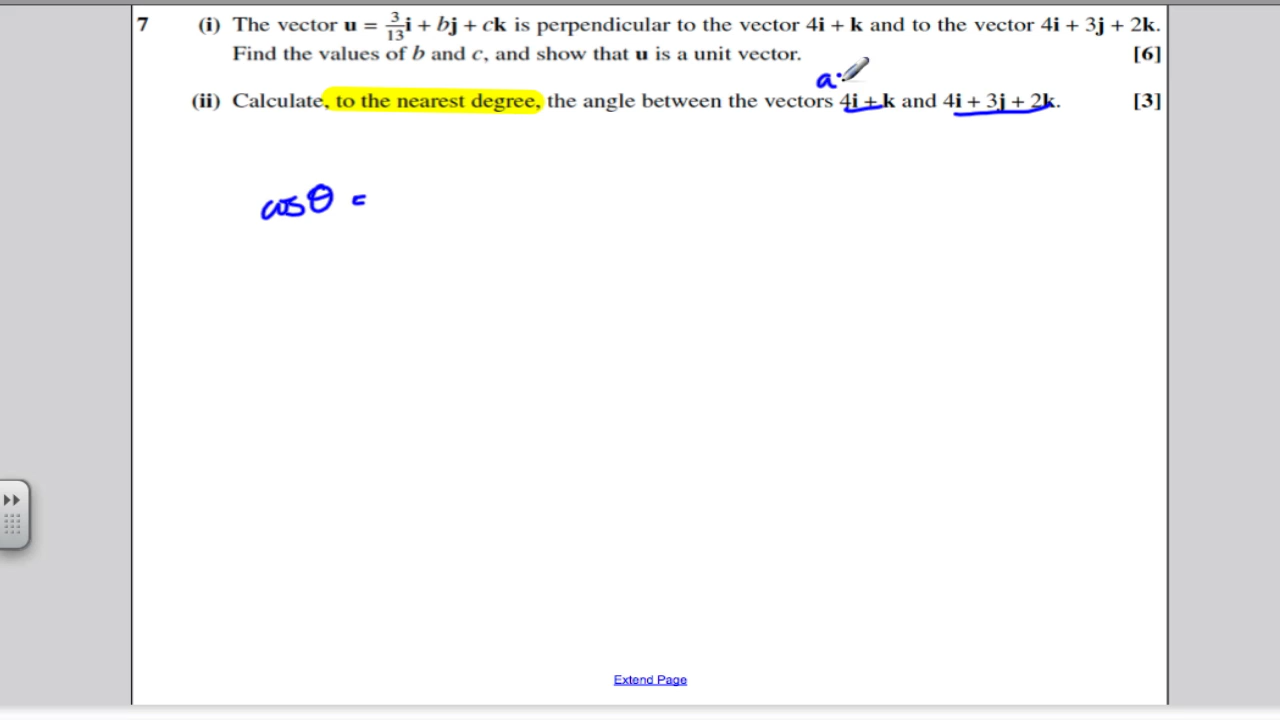 7 (i) The vector u = 3/13 i + bj + ck is perpendicular to the vector 4i + k and to the vector 4i + 3j + 2k.
Find the values of b and c, and show that u is a unit vector. [6]
a:
(ii) Calculate, to the nearest degree, the angle between the vectors 4i + k and 4i + 3j + 2k. [3]
cosθ =
Extend Page